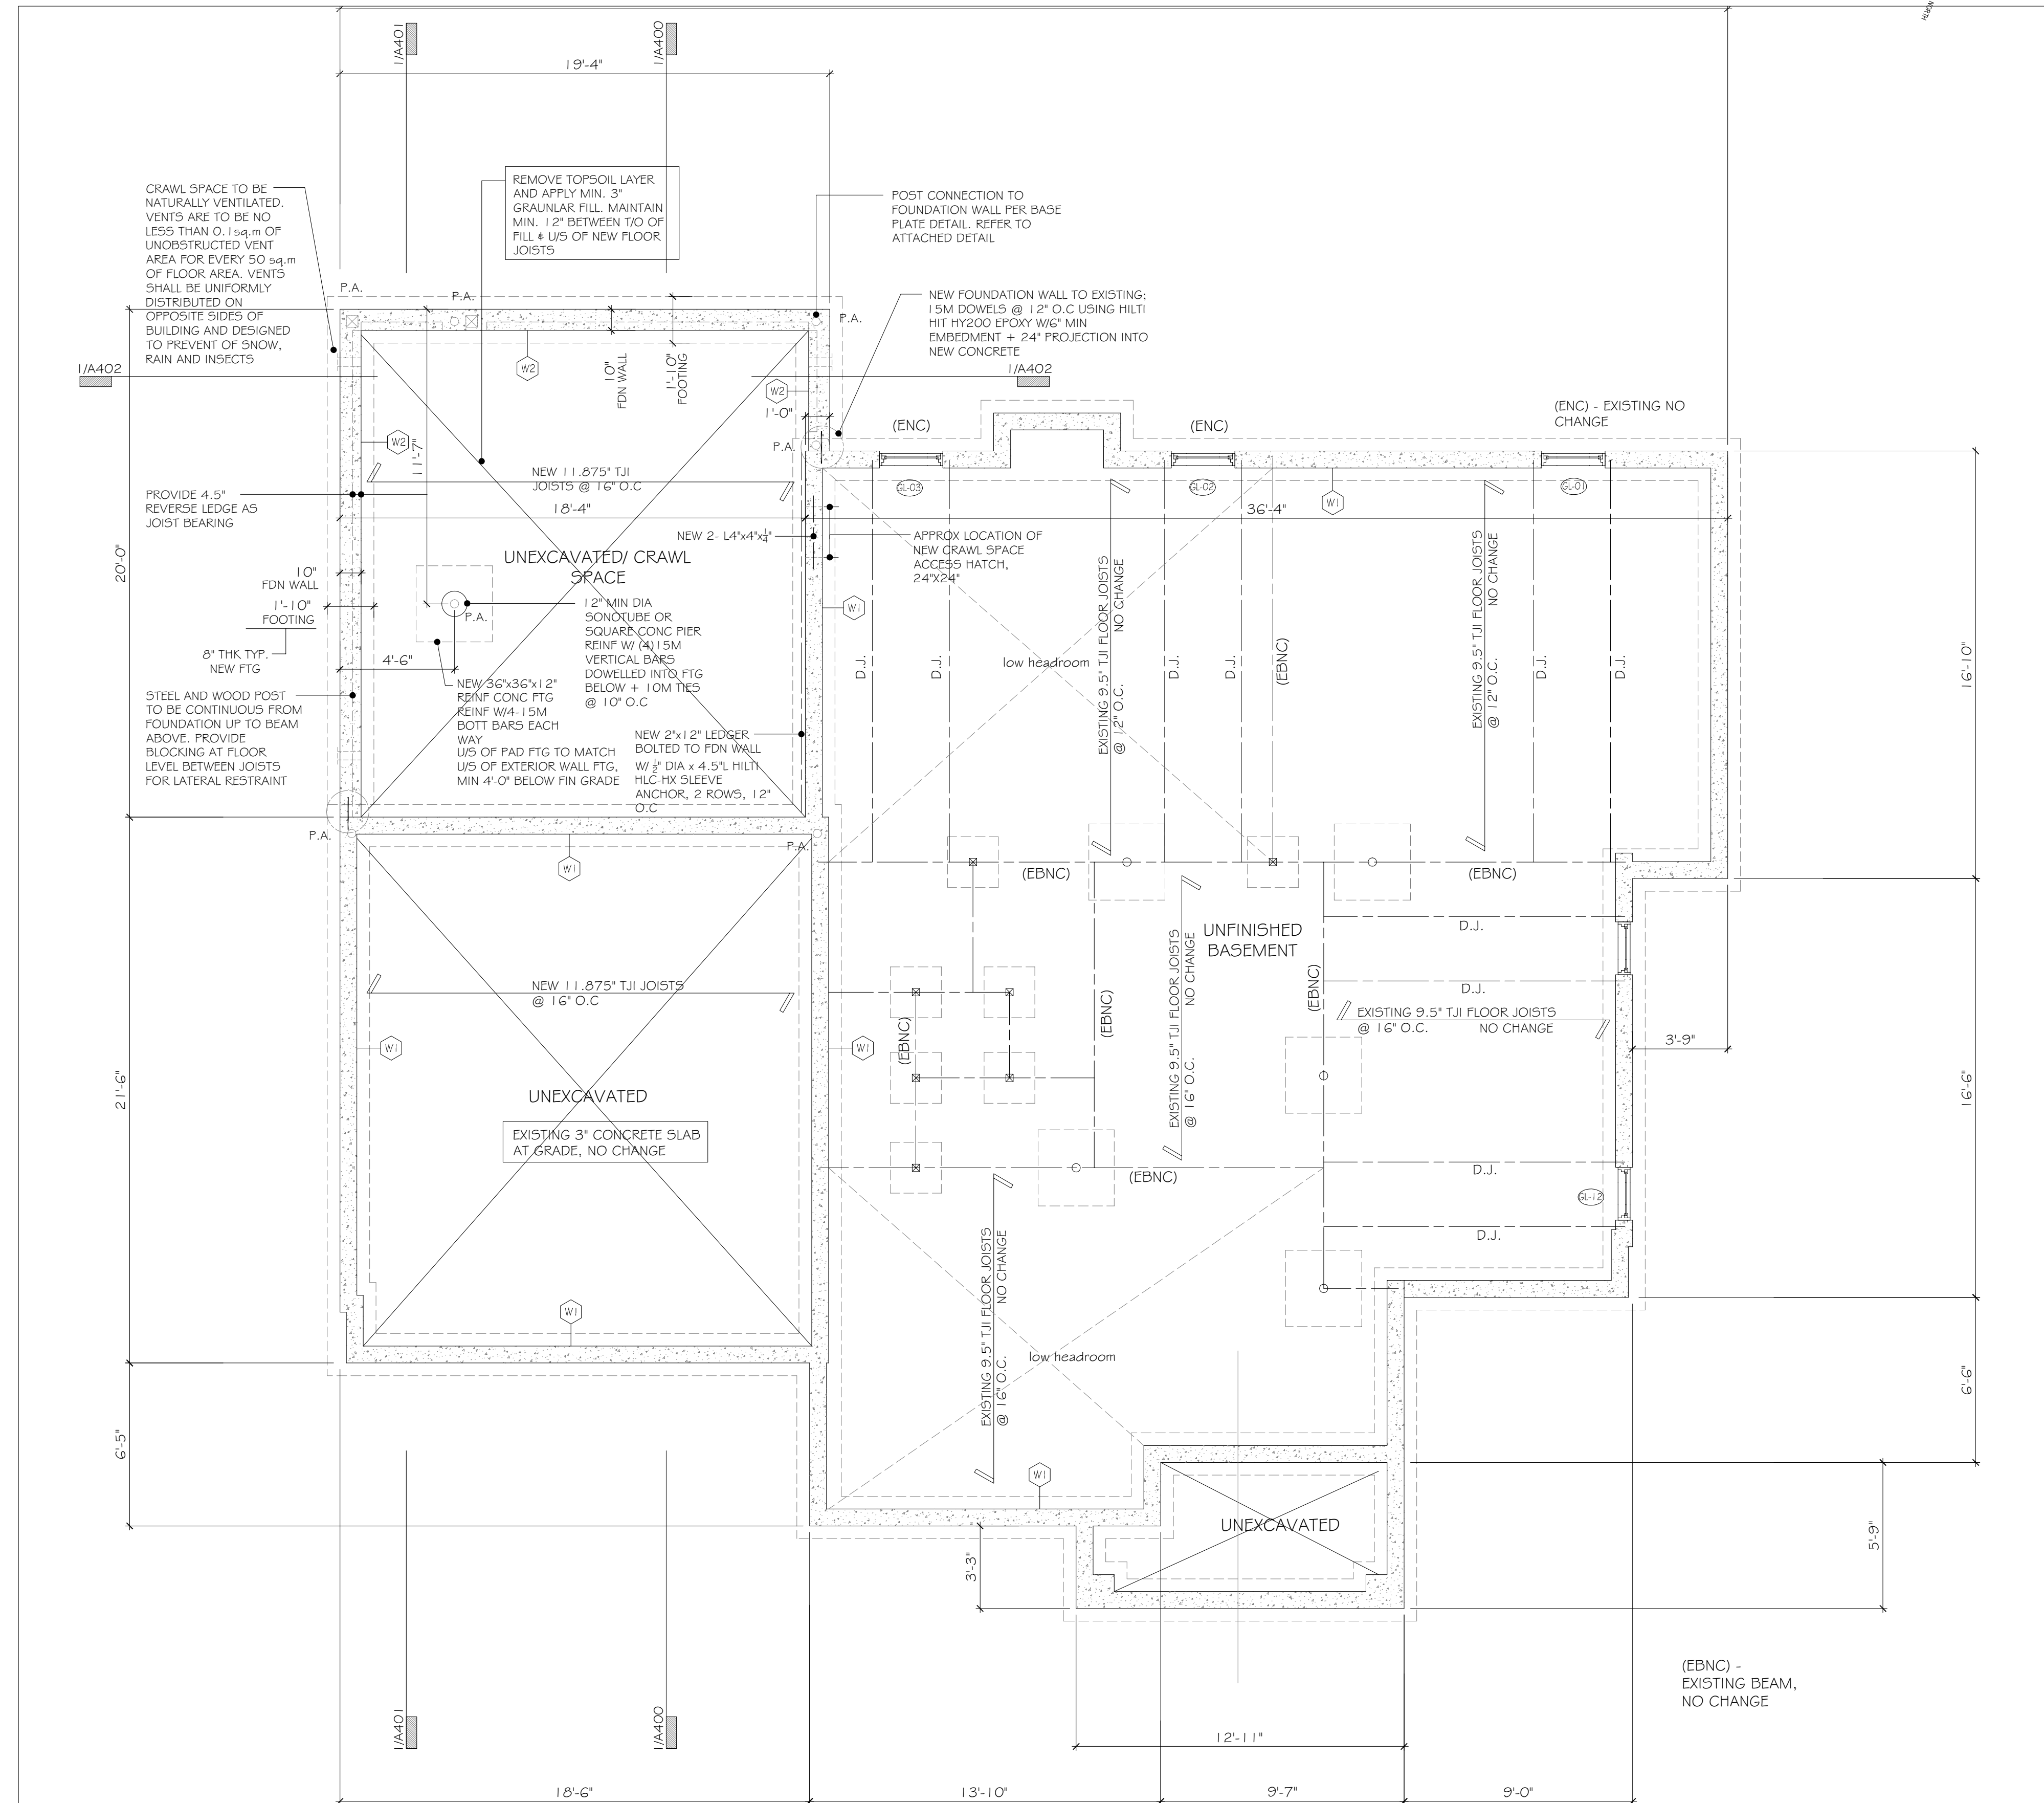 NORTH
1/A401
1/A400
19'-4"
CRAWL SPACE TO BE
NATURALLY VENTILATED.
VENTS ARE TO BE NO
LESS THAN 0.1sq.m OF
UNOBSTRUCTED VENT
AREA FOR EVERY 50 sq.m
OF FLOOR AREA. VENTS
SHALL BE UNIFORMLY
DISTRIBUTED ON
OPPOSITE SIDES OF
BUILDING AND DESIGNED
TO PREVENT OF SNOW,
RAIN AND INSECTS
REMOVE TOPSOIL LAYER
AND APPLY MIN. 3"
GRAUNLAR FILL. MAINTAIN
MIN. 12" BETWEEN T/O OF
FILL & U/S OF NEW FLOOR
JOISTS
POST CONNECTION TO
FOUNDATION WALL PER BASE
PLATE DETAIL. REFER TO
ATTACHED DETAIL
NEW FOUNDATION WALL TO EXISTING;
15M DOWELS @ 12" O.C USING HILTI
HIT HY200 EPOXY W/6" MIN
EMBEDMENT + 24" PROJECTION INTO
NEW CONCRETE
P.A.
P.A.
P.A.
1/A402
1/A402
W2
10"
FDN WALL
1'-10"
FOOTING
W2
1'-0"
P.A.
(ENC)
(ENC)
(ENC) - EXISTING NO
CHANGE
W2
11'-7"
NEW 11.875" TJI
JOISTS @ 16" O.C
GL-03
GL-02
W1
GL-01
PROVIDE 4.5"
REVERSE LEDGE AS
JOIST BEARING
18'-4"
36'-4"
NEW 2- L4"x4"x1/4"
APPROX LOCATION OF
NEW CRAWL SPACE
ACCESS HATCH,
24"X24"
UNEXCAVATED/ CRAWL
SPACE
20'-0"
10"
FDN WALL
1'-10"
FOOTING
8" THK TYP.
NEW FTG
P.A.
4'-6"
12" MIN DIA
SONOTUBE OR
SQUARE CONC PIER
REINF W/ (4)15M
VERTICAL BARS
DOWELLED INTO FTG
BELOW + 10M TIES
@ 10" O.C
W1
D.J.
D.J.
low headroom
EXISTING 9.5" TJI FLOOR JOISTS
@ 12" O.C. NO CHANGE
D.J.
D.J.
(EBNC)
EXISTING 9.5" TJI FLOOR JOISTS
@ 12" O.C. NO CHANGE
D.J.
D.J.
16'-10"
STEEL AND WOOD POST
TO BE CONTINUOUS FROM
FOUNDATION UP TO BEAM
ABOVE. PROVIDE
BLOCKING AT FLOOR
LEVEL BETWEEN JOISTS
FOR LATERAL RESTRAINT
NEW 36"x36"x12"
REINF CONC FTG
REINF W/4-15M
BOTT BARS EACH
WAY
U/S OF PAD FTG TO MATCH
U/S OF EXTERIOR WALL FTG,
MIN 4'-0" BELOW FIN GRADE
NEW 2"x12" LEDGER
BOLTED TO FDN WALL
W/ 1/2" DIA x 4.5"L HILTI
HLC-HX SLEEVE
ANCHOR, 2 ROWS, 12"
O.C
P.A.
P.A.
W1
(EBNC)
(EBNC)
UNFINISHED
BASEMENT
D.J.
D.J.
NEW 11.875" TJI JOISTS
@ 16" O.C
(EBNC)
(EBNC)
EXISTING 9.5" TJI FLOOR JOISTS
@ 16" O.C. NO CHANGE
(EBNC)
EXISTING 9.5" TJI FLOOR JOISTS
@ 16" O.C. NO CHANGE
3'-9"
W1
W1
21'-6"
16'-6"
UNEXCAVATED
EXISTING 3" CONCRETE SLAB
AT GRADE, NO CHANGE
(EBNC)
D.J.
GL-12
D.J.
EXISTING 9.5" TJI FLOOR JOISTS
@ 16" O.C. NO CHANGE
W1
low headroom
6'-6"
6'-5"
W1
UNEXCAVATED
3'-3"
5'-9"
(EBNC) -
EXISTING BEAM,
NO CHANGE
1/A401
1/A400
12'-11"
18'-6"
13'-10"
9'-7"
9'-0"